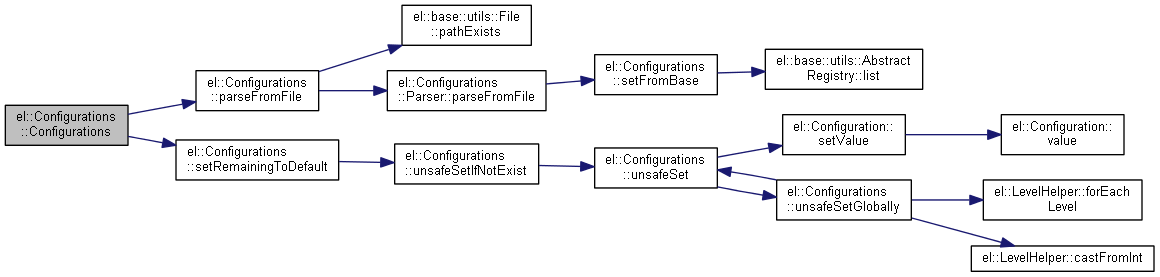 el::Configurations
::Configurations
el::Configurations
::parseFromFile
el::base::utils::File
::pathExists
el::Configurations
::Parser::parseFromFile
el::Configurations
::setFromBase
el::base::utils::Abstract
Registry::list
el::Configurations
::setRemainingToDefault
el::Configurations
::unsafeSetIfNotExist
el::Configurations
::unsafeSet
el::Configuration::
setValue
el::Configuration::
value
el::Configurations
::unsafeSetGlobally
el::LevelHelper::forEach
Level
el::LevelHelper::castFromInt